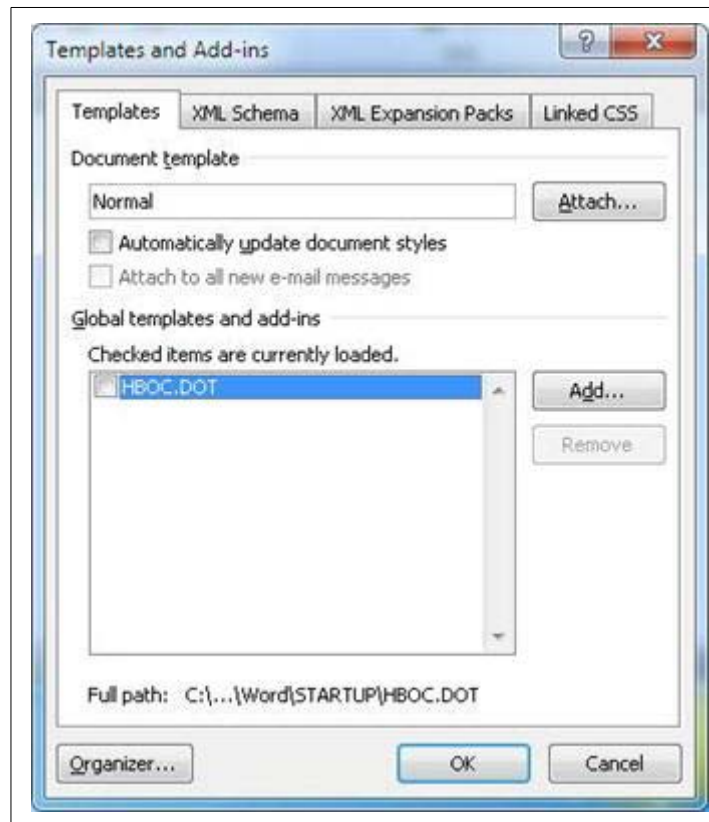 Templates and Add-ins
Templates XML Schema XML Expansion Packs Linked CSS
Document template
Normal Attach...
Automatically update document styles
Attach to all new e-mail messages
Global templates and add-ins
Checked items are currently loaded.
HBOC.DOT Add...
Remove
Full path: C:\...\Word\STARTUP\HBOC.DOT
Organizer... OK Cancel